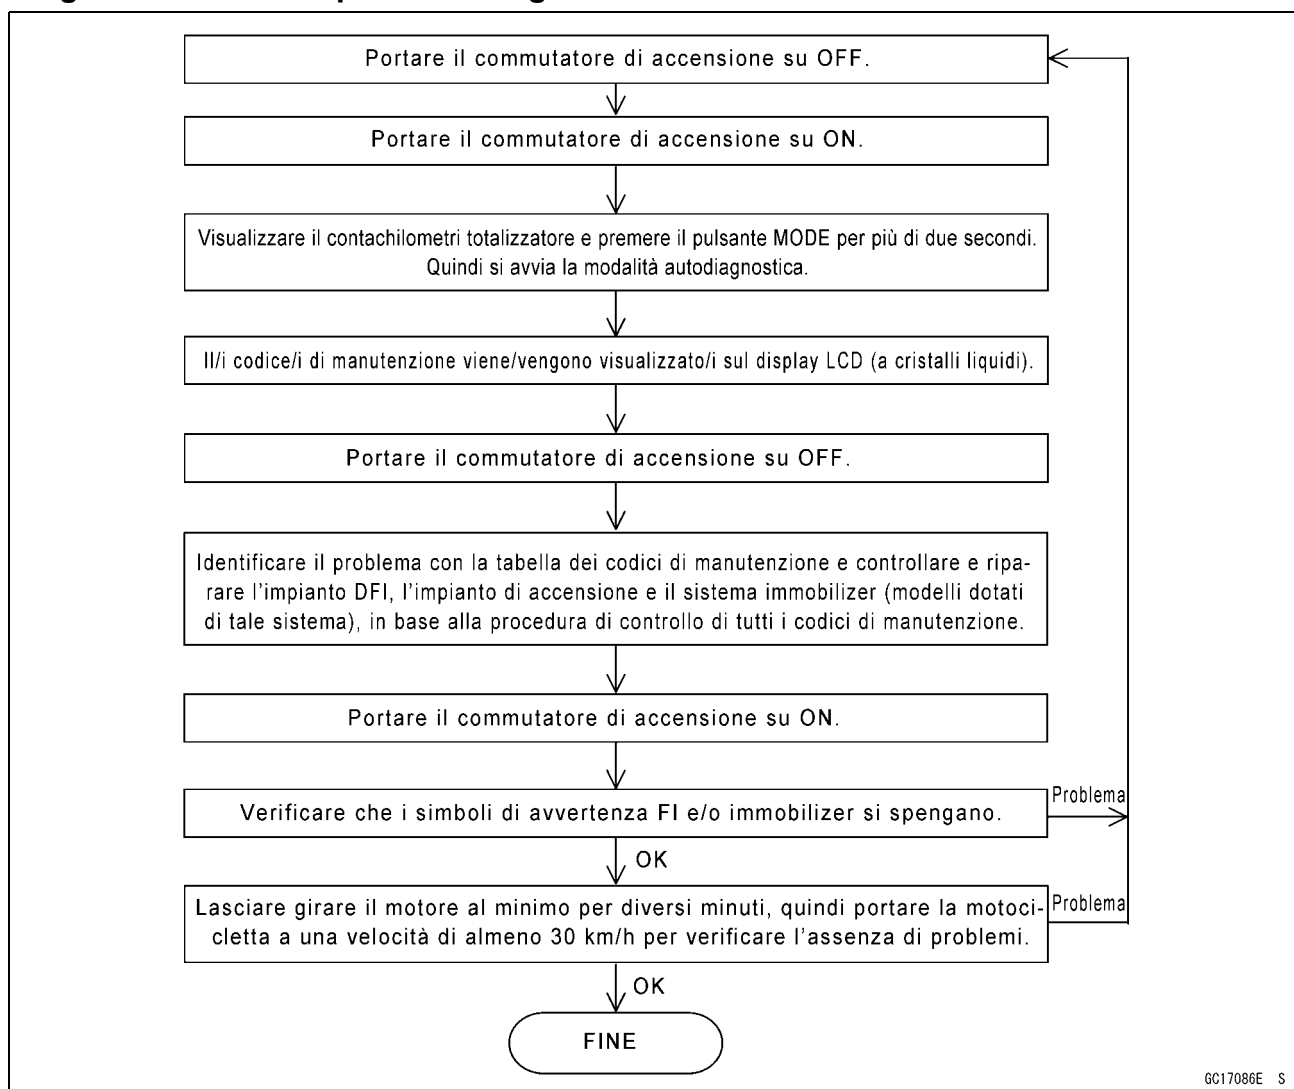 Portare il commutatore di accensione su OFF.
Portare il commutatore di accensione su ON.
Visualizzare il contachilometri totalizzatore e premere il pulsante MODE per più di due secondi.
Quindi si avvia la modalità autodiagnostica.
Il/i codice/i di manutenzione viene/vengono visualizzato/i sul display LCD (a cristalli liquidi).
Portare il commutatore di accensione su OFF.
Identificare il problema con la tabella dei codici di manutenzione e controllare e ripa-
rare l'impianto DFI, l'impianto di accensione e il sistema immobilizer (modelli dotati
di tale sistema), in base alla procedura di controllo di tutti i codici di manutenzione.
Portare il commutatore di accensione su ON.
Verificare che i simboli di avvertenza FI e/o immobilizer si spengano.
Problema
OK
Lasciare girare il motore al minimo per diversi minuti, quindi portare la motoci-
cletta a una velocità di almeno 30 km/h per verificare l'assenza di problemi.
Problema
OK
FINE
GC17086E S